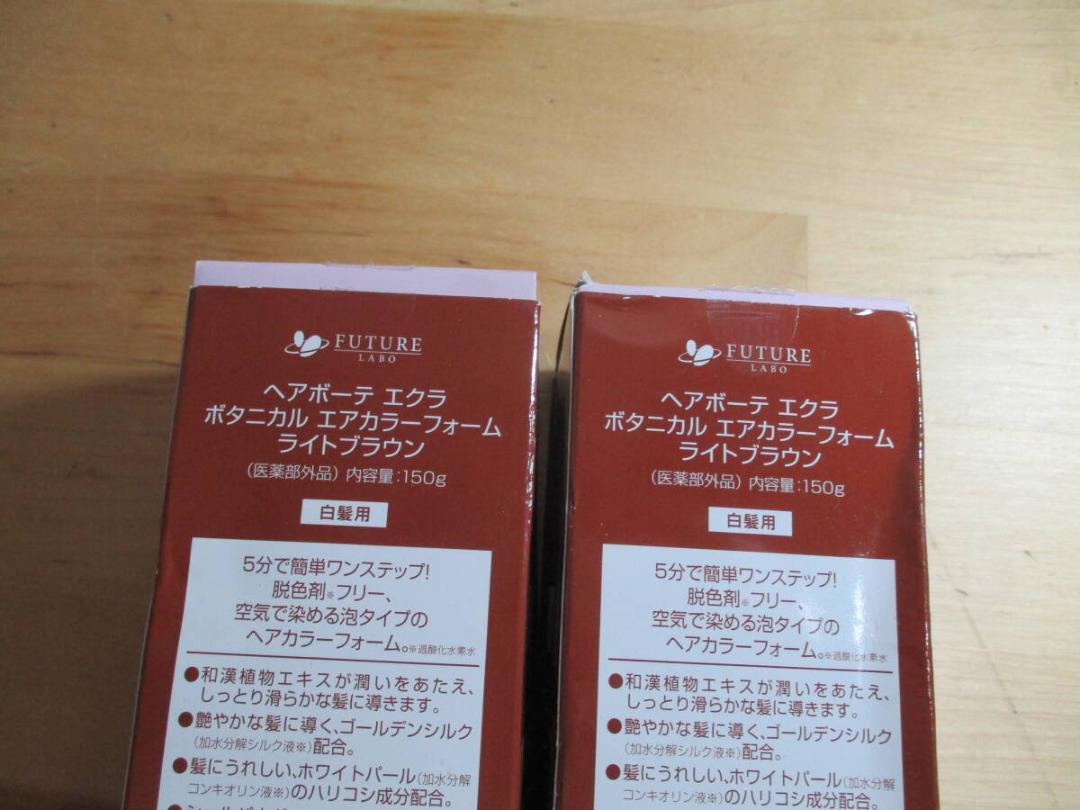 FUTURE
LABO
ヘアボーテ エクラ
ボタニカル エアカラーフォーム
ライトブラウン
(医薬部外品) 内容量:150g
白髪用
5分で簡単ワンステップ!
脱色剤※フリー、
空気で染める泡タイプの
ヘアカラーフォーム。※過酸化水素水
●和漢植物エキスが潤いをあたえ、
しっとり滑らかな髪に導きます。
●艶やかな髪に導く、ゴールデンシルク
(加水分解シルク液※)配合。
●髪にうれしい、ホワイトパール(加水分解
コンキオリン液※)のハリコシ成分配合。
FUTURE
LABO
ヘアボーテ エクラ
ボタニカル エアカラーフォーム
ライトブラウン
(医薬部外品) 内容量:150g
白髪用
5分で簡単ワンステップ!
脱色剤※フリー、
空気で染める泡タイプの
ヘアカラーフォーム。※過酸化水素水
●和漢植物エキスが潤いをあたえ、
しっとり滑らかな髪に導きます。
●艶やかな髪に導く、ゴールデンシルク
(加水分解シルク液※)配合。
●髪にうれしい、ホワイトパール(加水分解
コンキオリン液※)のハリコシ成分配合。